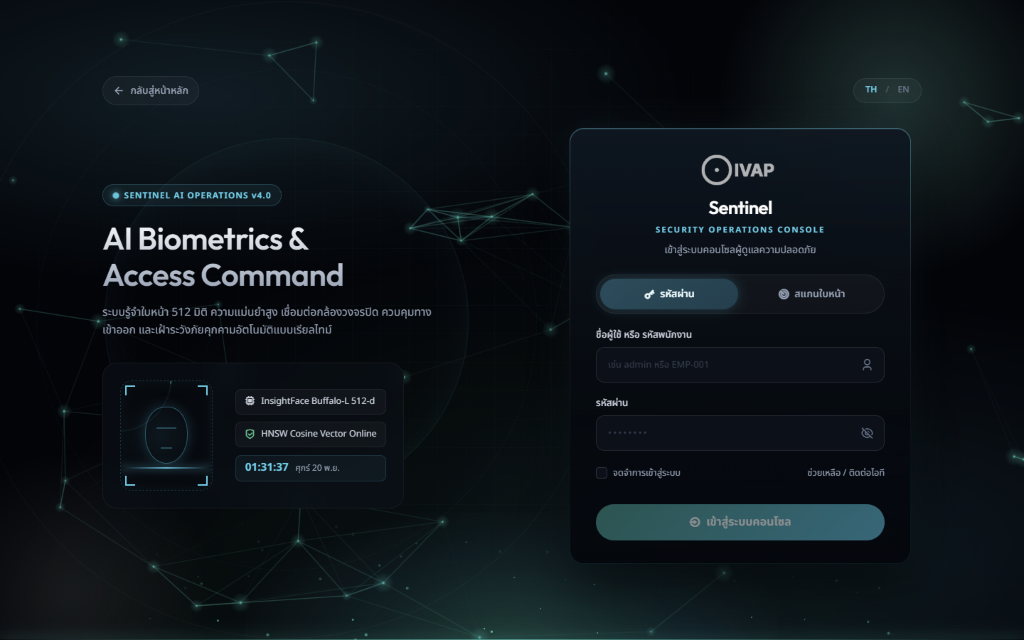 กลับสู่หน้าหลัก
TH / EN
SENTINEL AI OPERATIONS v4.0
AI Biometrics &
Access Command
ระบบรู้จำใบหน้า 512 มิติ ความแม่นยำสูง เชื่อมต่อกล้องวงจรปิด ควบคุมทาง
เข้าออก และเฝ้าระวังภัยคุกคามอัตโนมัติแบบเรียลไทม์
InsightFace Buffalo-L 512-d
HNSW Cosine Vector Online
01:31:37 ศุกร์ 20 พ.ย.
IVAP
Sentinel
SECURITY OPERATIONS CONSOLE
เข้าสู่ระบบคอนโซลผู้ดูแลความปลอดภัย
รหัสผ่าน
สแกนใบหน้า
ชื่อผู้ใช้ หรือ รหัสพนักงาน
เช่น admin หรือ EMP-001
รหัสผ่าน
••••••••
จดจำการเข้าสู่ระบบ
ช่วยเหลือ / ติดต่อไอที
เข้าสู่ระบบคอนโซล